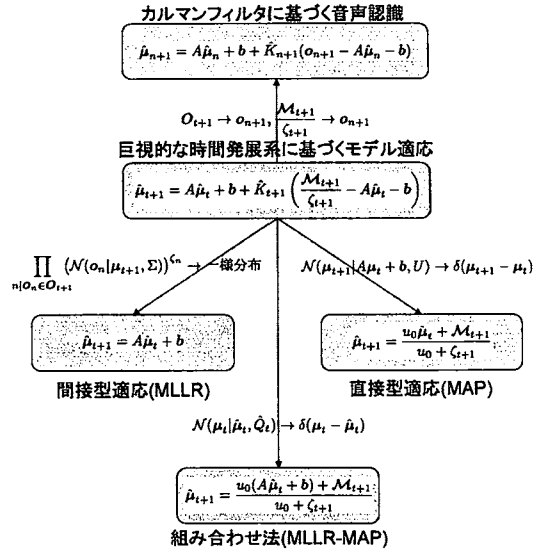 カルマンフィルタに基づく音声認識
μ̂_{n+1} = Aμ̂_n + b + K̂_{n+1}(o_{n+1} − Aμ̂_n − b)
O_{t+1} → o_{n+1}, M_{t+1}/ζ_{t+1} → o_{n+1}
巨視的な時間発展系に基づくモデル適応
μ̂_{t+1} = Aμ̂_t + b + K̂_{t+1}(M_{t+1}/ζ_{t+1} − Aμ̂_t − b)
∏_{n|o_n∈O_{t+1}} (N(o_n|μ_{t+1}, Σ))^{ζ_n} → 一様分布
N(μ_{t+1}|Aμ_t + b, U) → δ(μ_{t+1} − μ_t)
μ̂_{t+1} = Aμ̂_t + b
μ̂_{t+1} = (u_0μ̂_t + M_{t+1})/(u_0 + ζ_{t+1})
間接型適応(MLLR)
直接型適応(MAP)
N(μ_t|μ̂_t, Q̂_t) → δ(μ_t − μ̂_t)
μ̂_{t+1} = (u_0(Aμ̂_t + b) + M_{t+1})/(u_0 + ζ_{t+1})
組み合わせ法(MLLR-MAP)